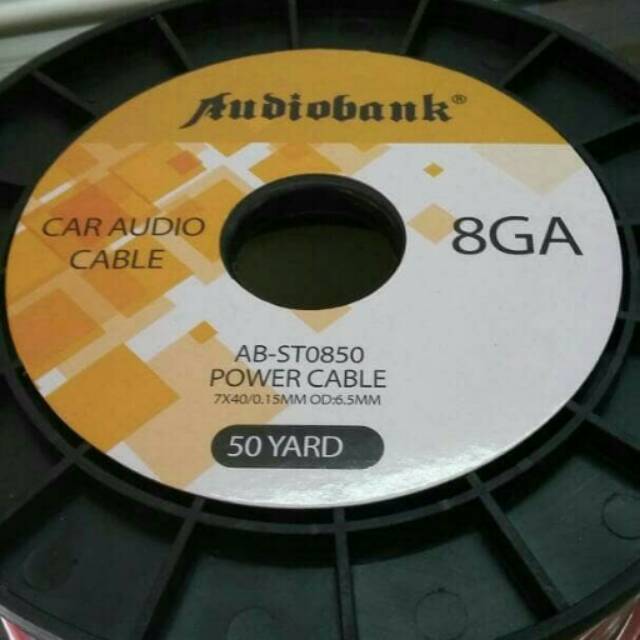 Audiobank®
CAR AUDIO
CABLE
8GA
AB-ST0850
POWER CABLE
7X40/0.15MM OD:6.5MM
50 YARD